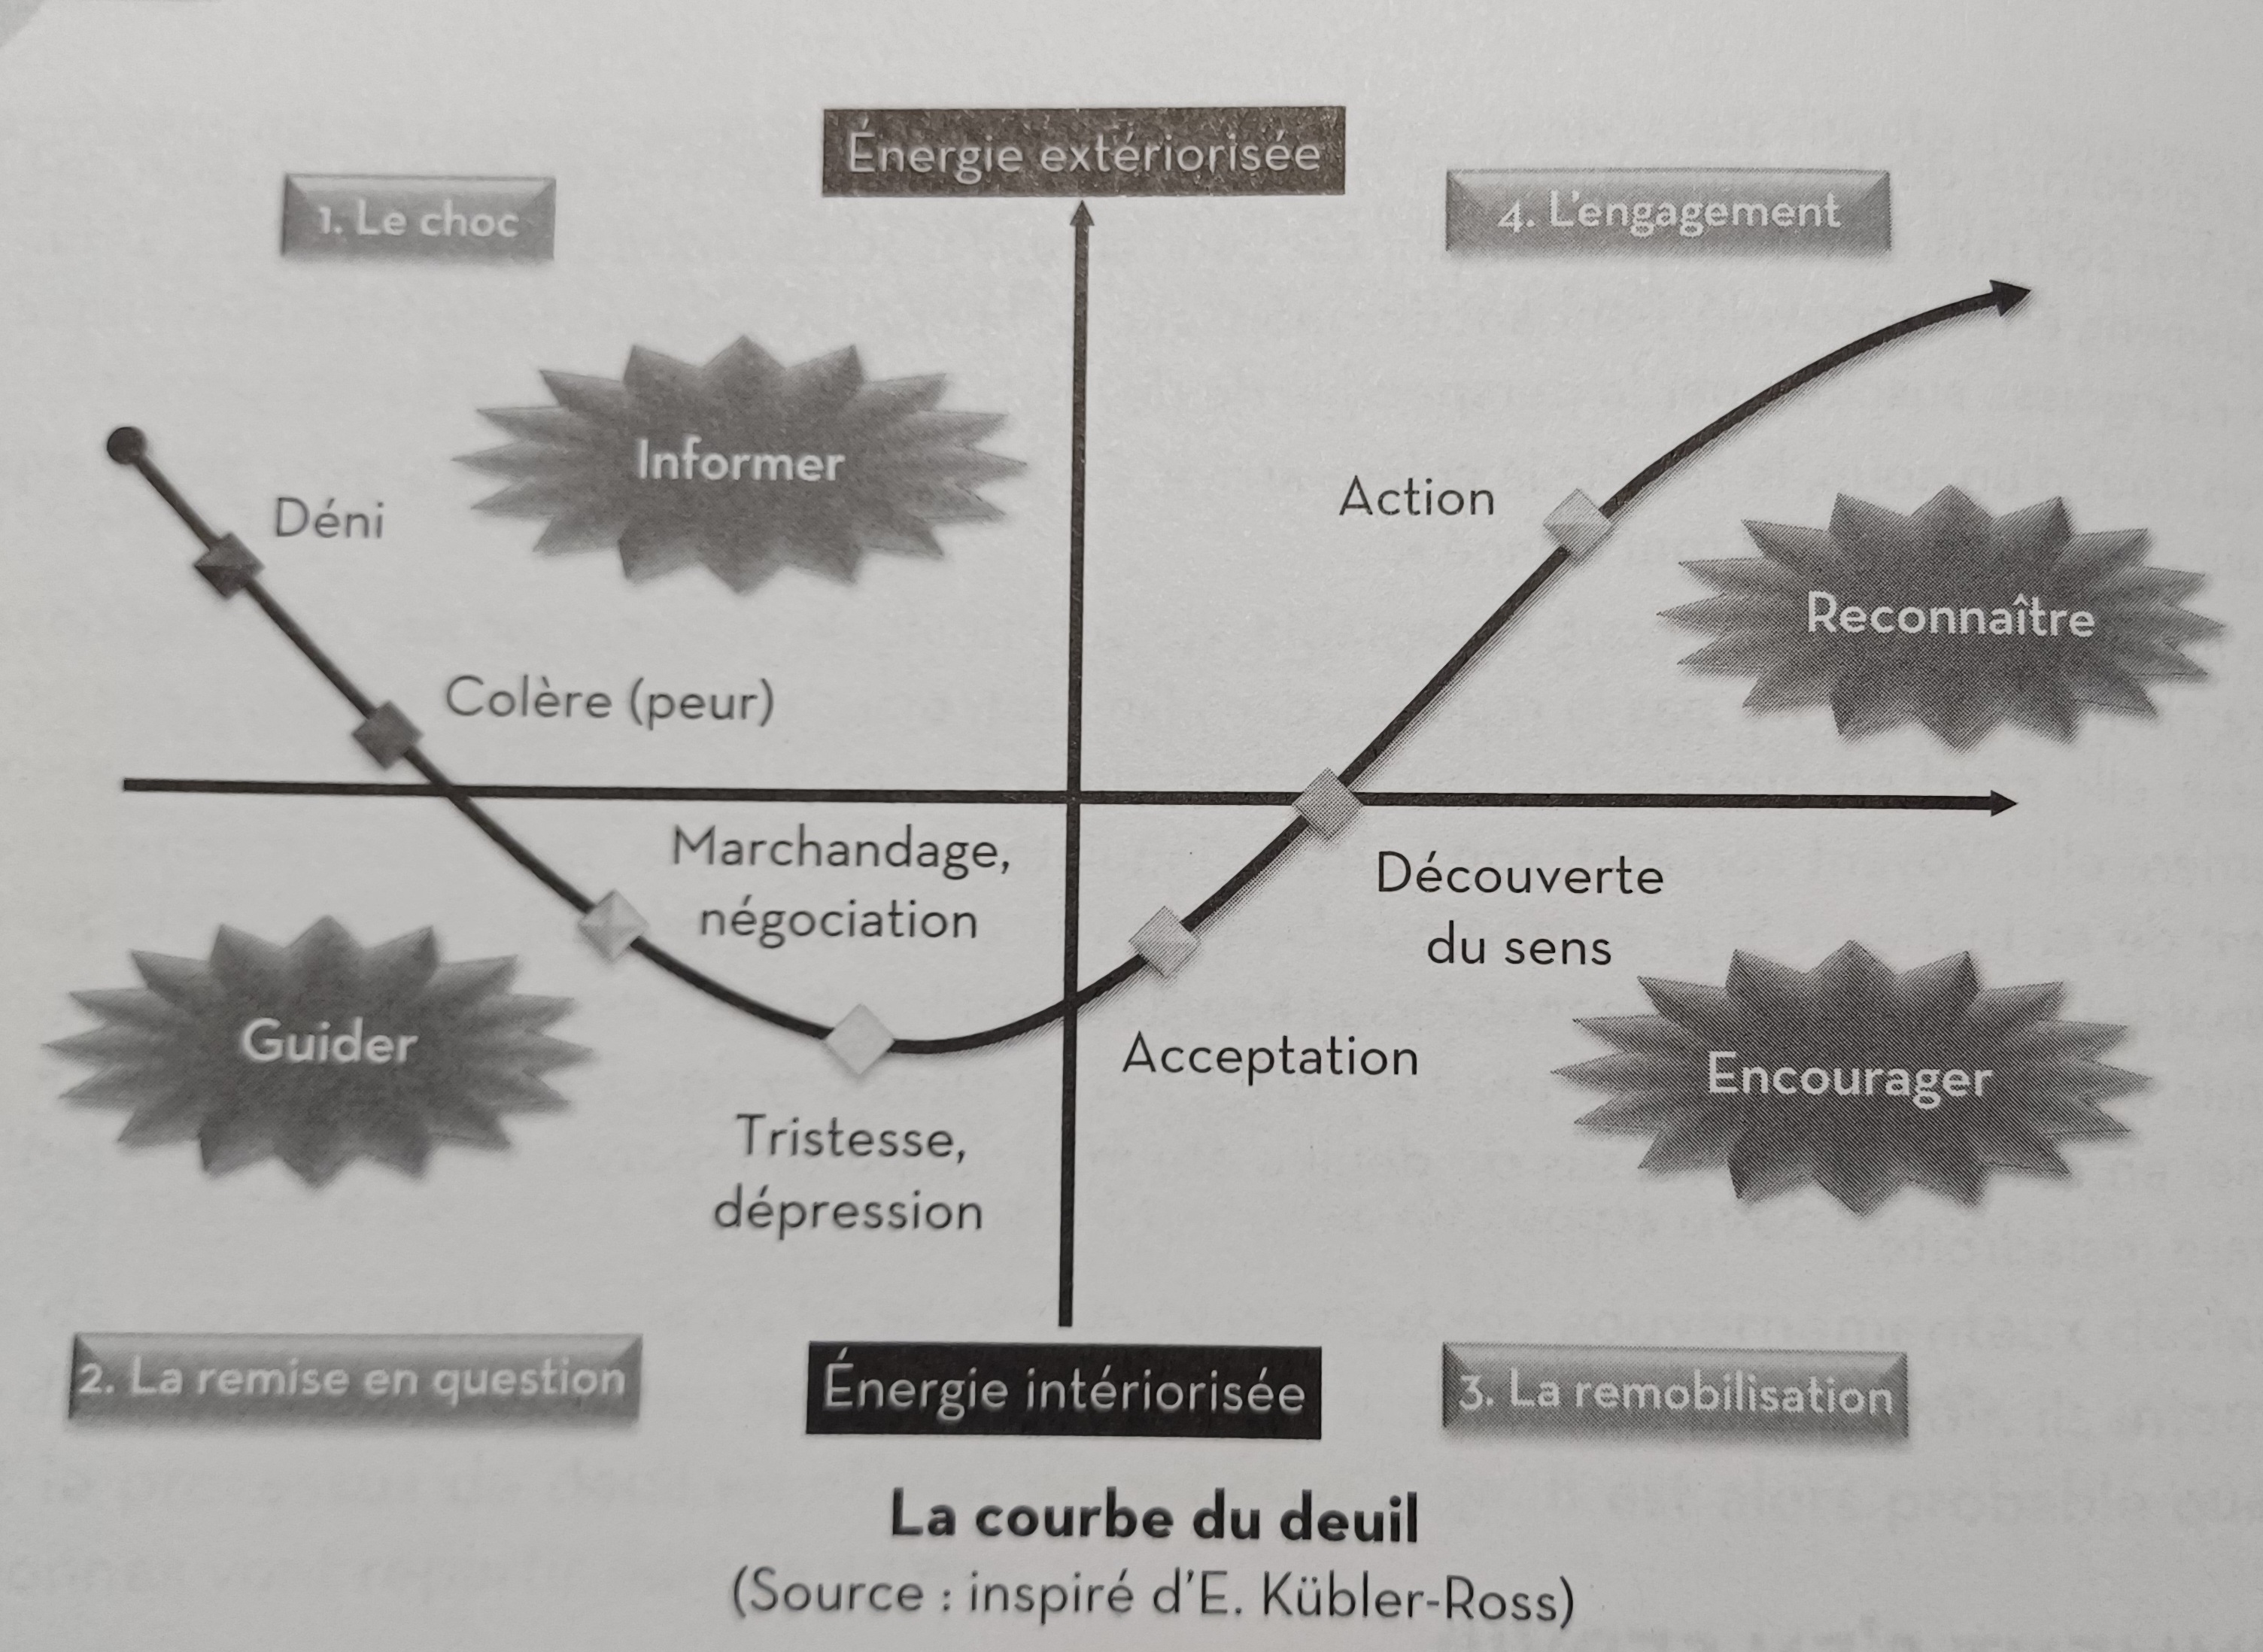 Énergie extériorisée
1. Le choc
4. L'engagement
Informer
Déni
Action
Reconnaître
Colère (peur)
Marchandage,
négociation
Découverte
du sens
Guider
Acceptation
Encourager
Tristesse,
dépression
2. La remise en question
Énergie intériorisée
3. La remobilisation
La courbe du deuil
(Source : inspiré d'E. Kübler-Ross)